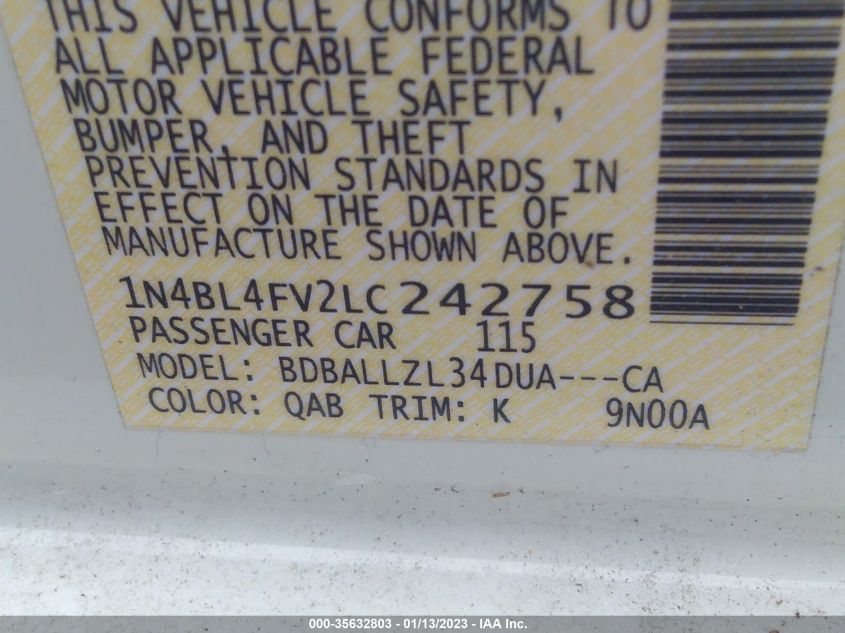 THIS VEHICLE CONFORMS TO
ALL APPLICABLE FEDERAL
MOTOR VEHICLE SAFETY,
BUMPER, AND THEFT
PREVENTION STANDARDS IN
EFFECT ON THE DATE OF
MANUFACTURE SHOWN ABOVE.
1N4BL4FV2LC242758
PASSENGER CAR 115
MODEL: BDBALLZL34DUA---CA
COLOR: QAB TRIM: K 9N00A
000-35632803 - 01/13/2023 - IAA Inc.